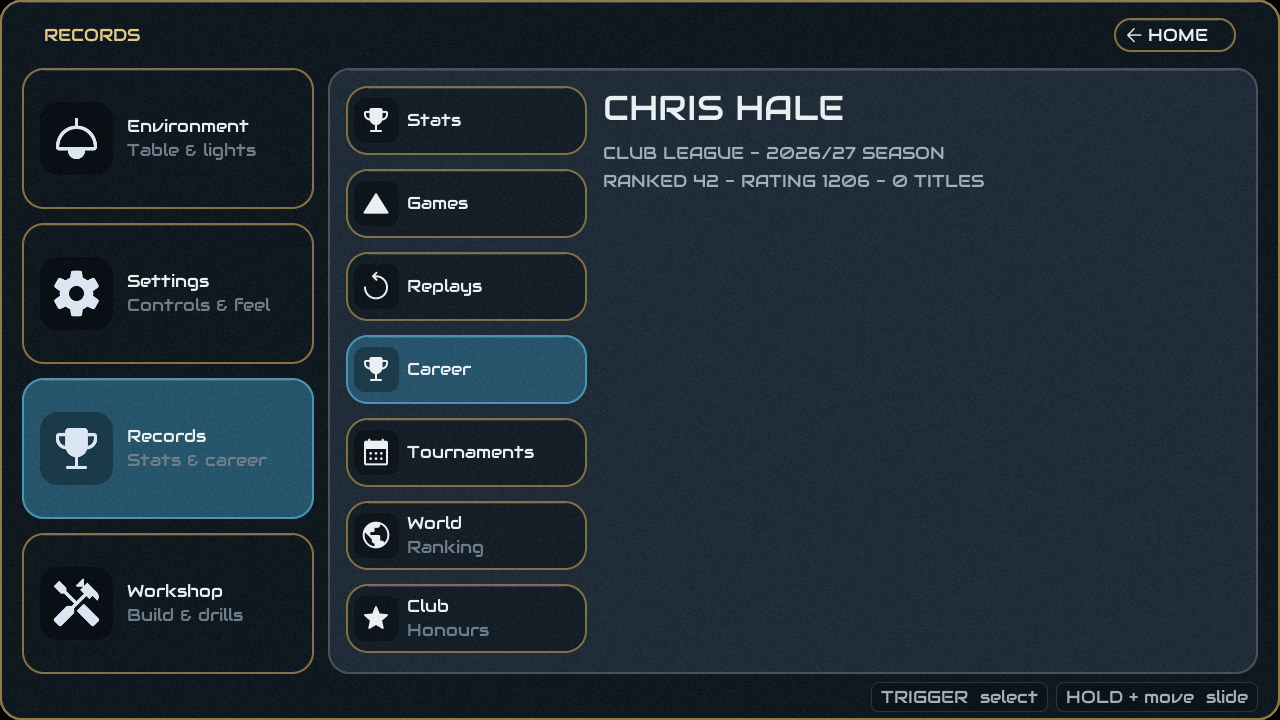 RECORDS
HOME
Environment
Table & lights
Settings
Controls & feel
Records
Stats & career
Workshop
Build & drills
Stats
Games
Replays
Career
Tournaments
World
Ranking
Club
Honours
CHRIS HALE
CLUB LEAGUE - 2026/27 SEASON
RANKED 42 - RATING 1206 - 0 TITLES
TRIGGER select
HOLD + move slide